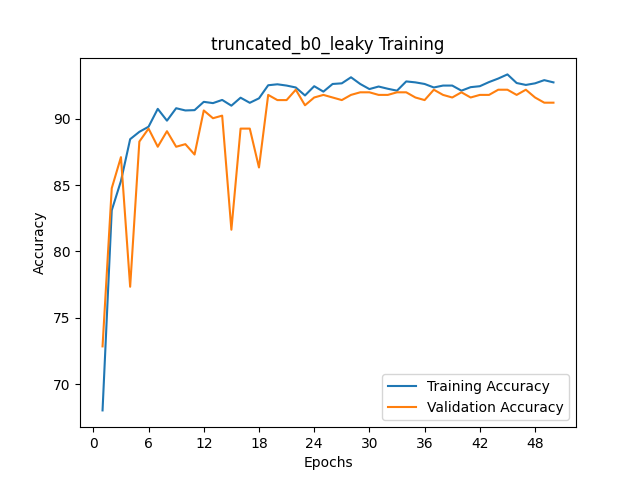 truncated_b0_leaky Training
Accuracy
90
85
80
75
70
0 6 12 18 24 30 36 42 48
Epochs
Training Accuracy
Validation Accuracy